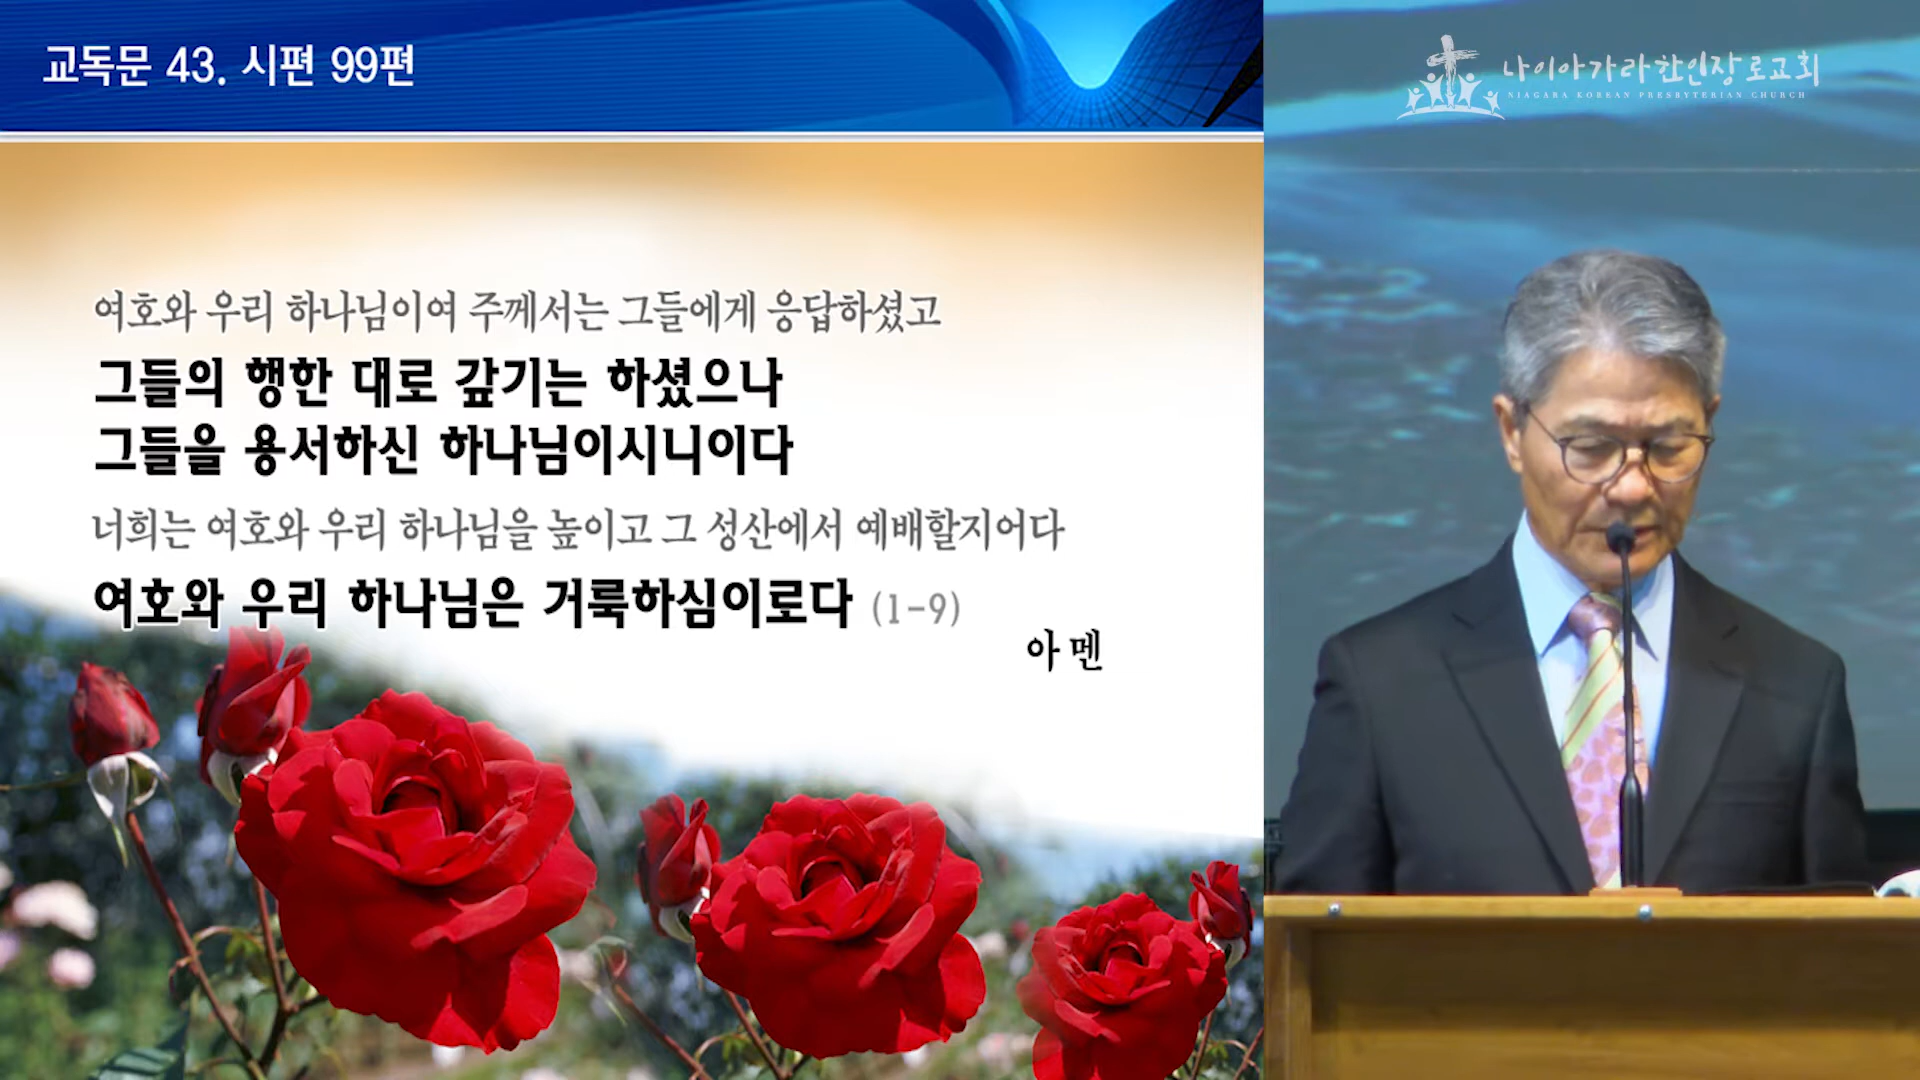 교독문 43. 시편 99편
여호와 우리 하나님이여 주께서는 그들에게 응답하셨고
그들의 행한 대로 갚기는 하셨으나
그들을 용서하신 하나님이시니이다
너희는 여호와 우리 하나님을 높이고 그 성산에서 예배할지어다
여호와 우리 하나님은 거룩하심이로다 (1-9)
아멘
나이아가라한인장로교회
NIAGARA KOREAN PRESBYTERIAN CHURCH